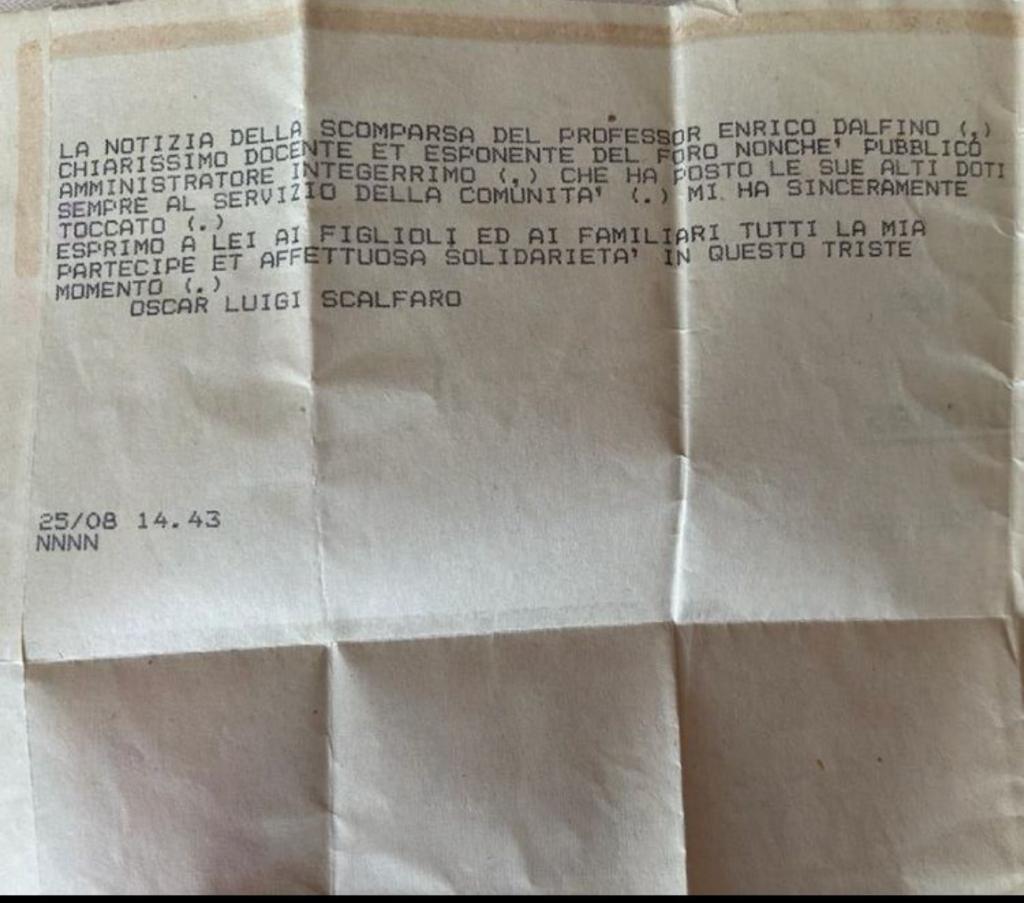 LA NOTIZIA DELLA SCOMPARSA DEL PROFESSOR ENRICO DALFINO (,)
CHIARISSIMO DOCENTE ET ESPONENTE DEL FORO NONCHE' PUBBLICO
AMMINISTRATORE INTEGERRIMO (,) CHE HA POSTO LE SUE ALTI DOTI
SEMPRE AL SERVIZIO DELLA COMUNITA' (.) MI HA SINCERAMENTE
TOCCATO (.)
ESPRIMO A LEI AI FIGLIOLI ED AI FAMILIARI TUTTI LA MIA
PARTECIPE ET AFFETTUOSA SOLIDARIETA' IN QUESTO TRISTE
MOMENTO (.)
OSCAR LUIGI SCALFARO
25/08 14.43
NNNN